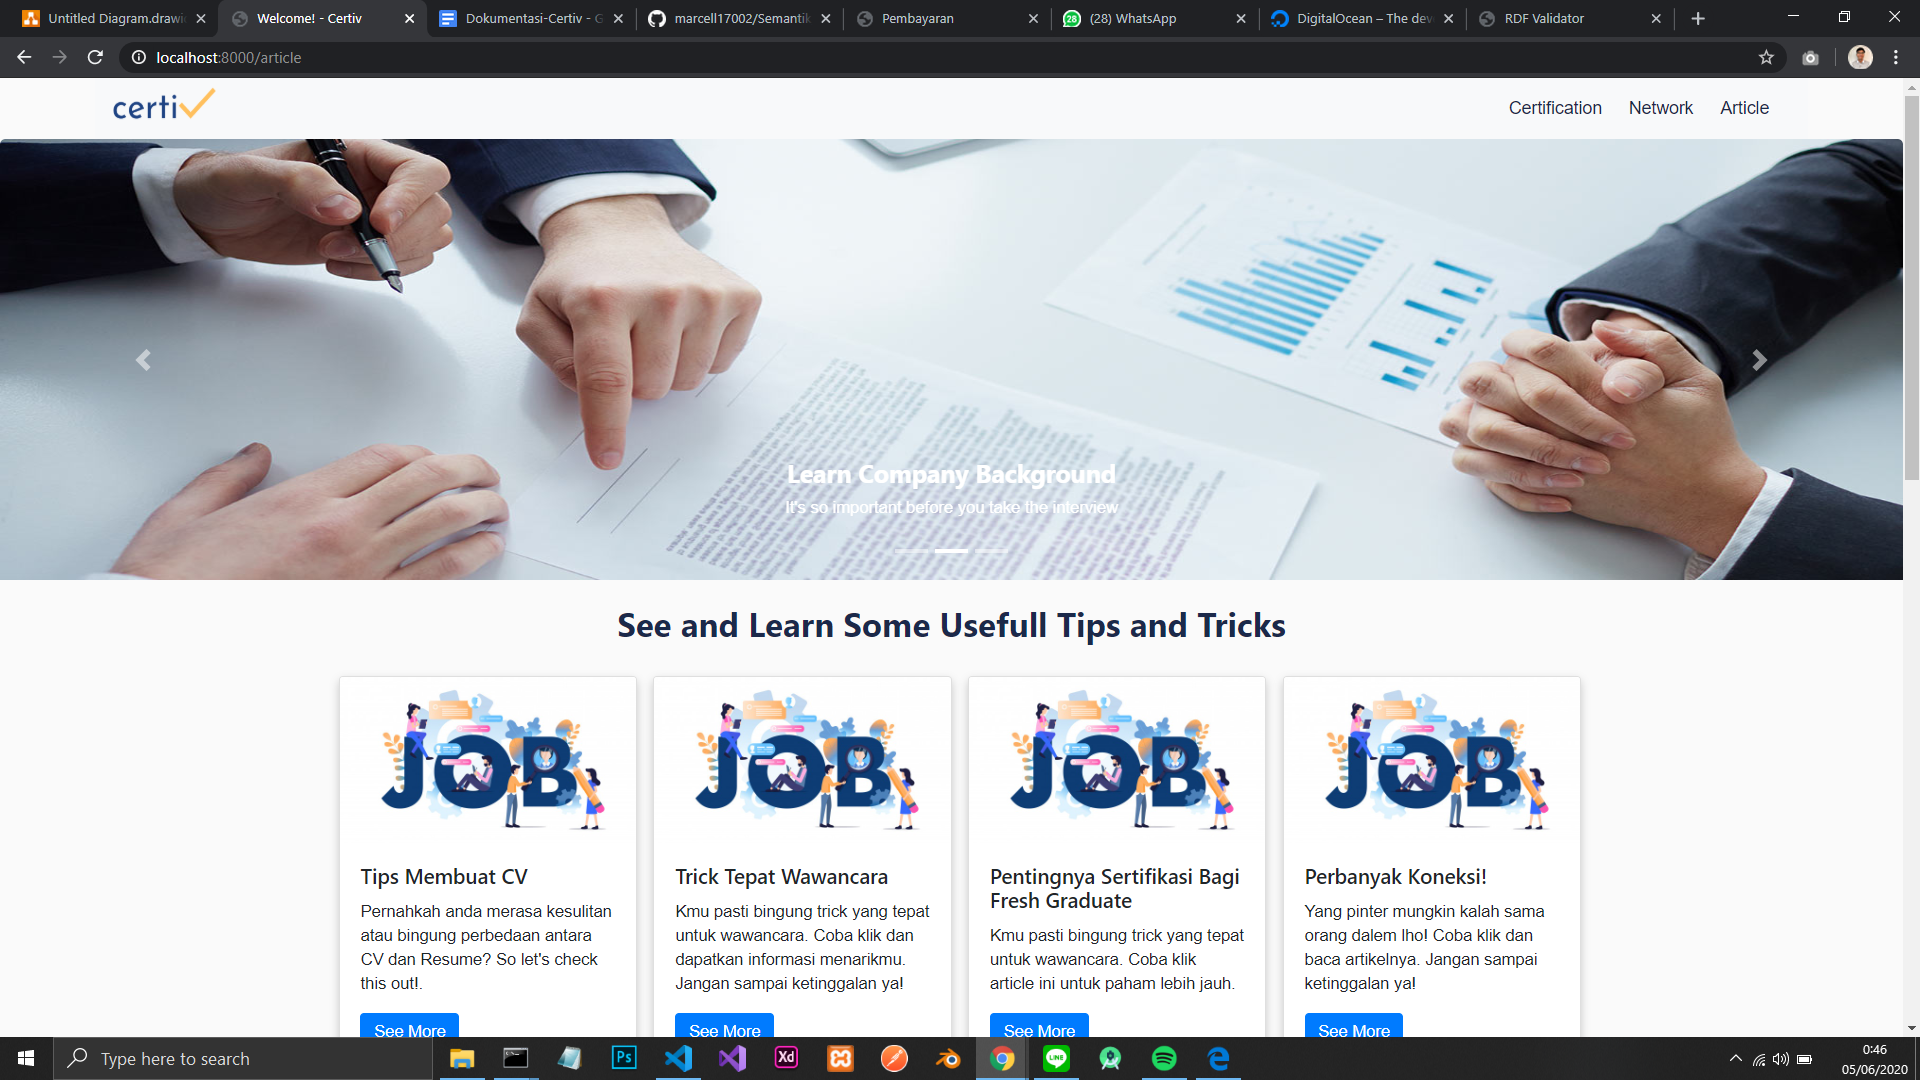 Untitled Diagram.drawi
Welcome! - Certiv
Dokumentasi-Certiv - G
marcell17002/Semantik
Pembayaran
(28) WhatsApp
DigitalOcean – The dev
RDF Validator
localhost:8000/article
certiv
Certification
Network
Article
Learn Company Background
It's so important before you take the interview
See and Learn Some Usefull Tips and Tricks
JOB
JOB
JOB
JOB
Tips Membuat CV
Pernahkah anda merasa kesulitan
atau bingung perbedaan antara
CV dan Resume? So let's check
this out!.
See More
Trick Tepat Wawancara
Kmu pasti bingung trick yang tepat
untuk wawancara. Coba klik dan
dapatkan informasi menarikmu.
Jangan sampai ketinggalan ya!
See More
Pentingnya Sertifikasi Bagi
Fresh Graduate
Kmu pasti bingung trick yang tepat
untuk wawancara. Coba klik
article ini untuk paham lebih jauh.
See More
Perbanyak Koneksi!
Yang pinter mungkin kalah sama
orang dalem lho! Coba klik dan
baca artikelnya. Jangan sampai
ketinggalan ya!
See More
Type here to search
Ps
Xd
LINE
0:46
05/06/2020